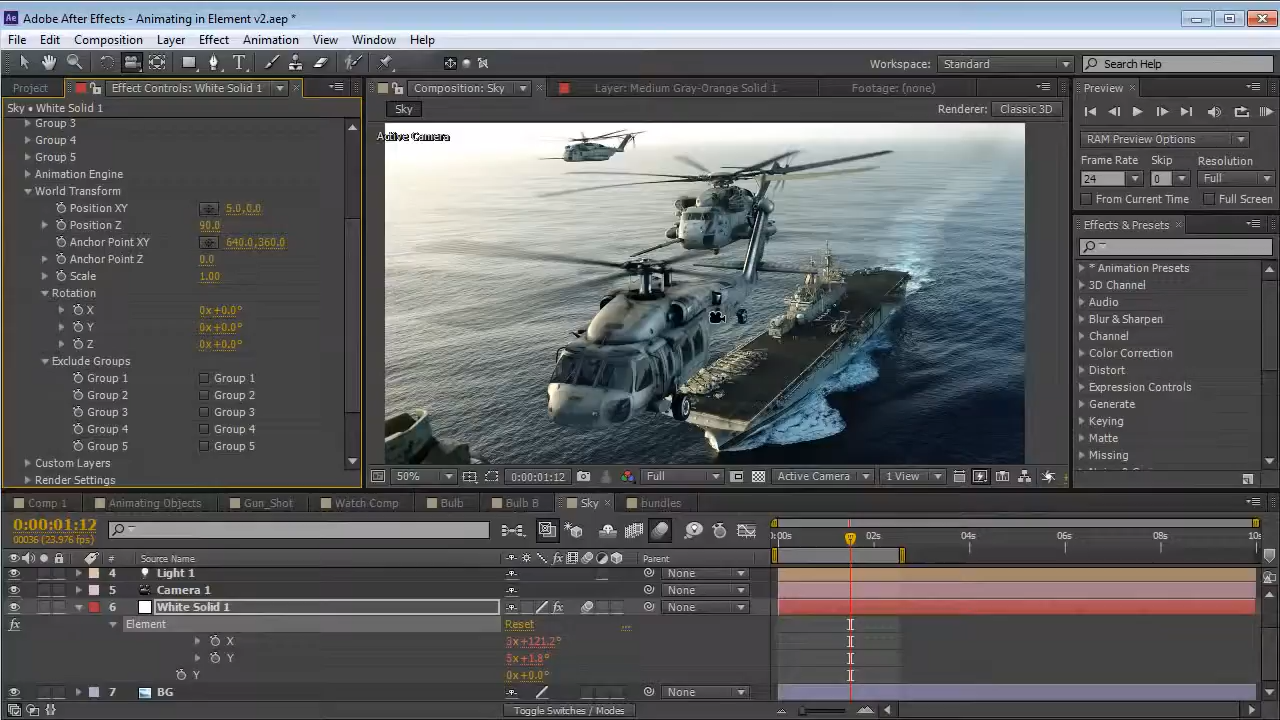 Adobe After Effects - Animating in Element v2.aep *
File Edit Composition Layer Effect Animation View Window Help
Workspace: Standard Search Help
Project Effect Controls: White Solid 1 Composition: Sky Layer: Medium Gray-Orange Solid 1 Footage: (none) Preview
Sky • White Solid 1
Sky Renderer: Classic 3D
Group 3
Group 4
Group 5
Animation Engine
World Transform
Position XY 5.0,0.0
Position Z 90.0
Anchor Point XY 640.0,360.0
Anchor Point Z 0.0
Scale 1.00
Rotation
X 0x+0.0°
Y 0x+0.0°
Z 0x+0.0°
Exclude Groups
Group 1 Group 1
Group 2 Group 2
Group 3 Group 3
Group 4 Group 4
Group 5 Group 5
Custom Layers
Render Settings
Active Camera
50% 0:00:01:12 Full Active Camera 1 View
RAM Preview Options
Frame Rate Skip Resolution
24 0 Full
From Current Time Full Screen
Effects & Presets
* Animation Presets
3D Channel
Audio
Blur & Sharpen
Channel
Color Correction
Distort
Expression Controls
Generate
Keying
Matte
Missing
Comp 1 Animating Objects Gun_Shot Watch Comp Bulb Bulb B Sky bundles
0:00:01:12
00036 (23.976 fps)
:00s 02s 04s 06s 08s 10s
# Source Name Parent
4 Light 1 None
5 Camera 1 None
6 White Solid 1 None
fx Element Reset ...
X 3x+121.2°
Y 5x+1.8°
Y 0x+0.0°
7 BG None
Toggle Switches / Modes